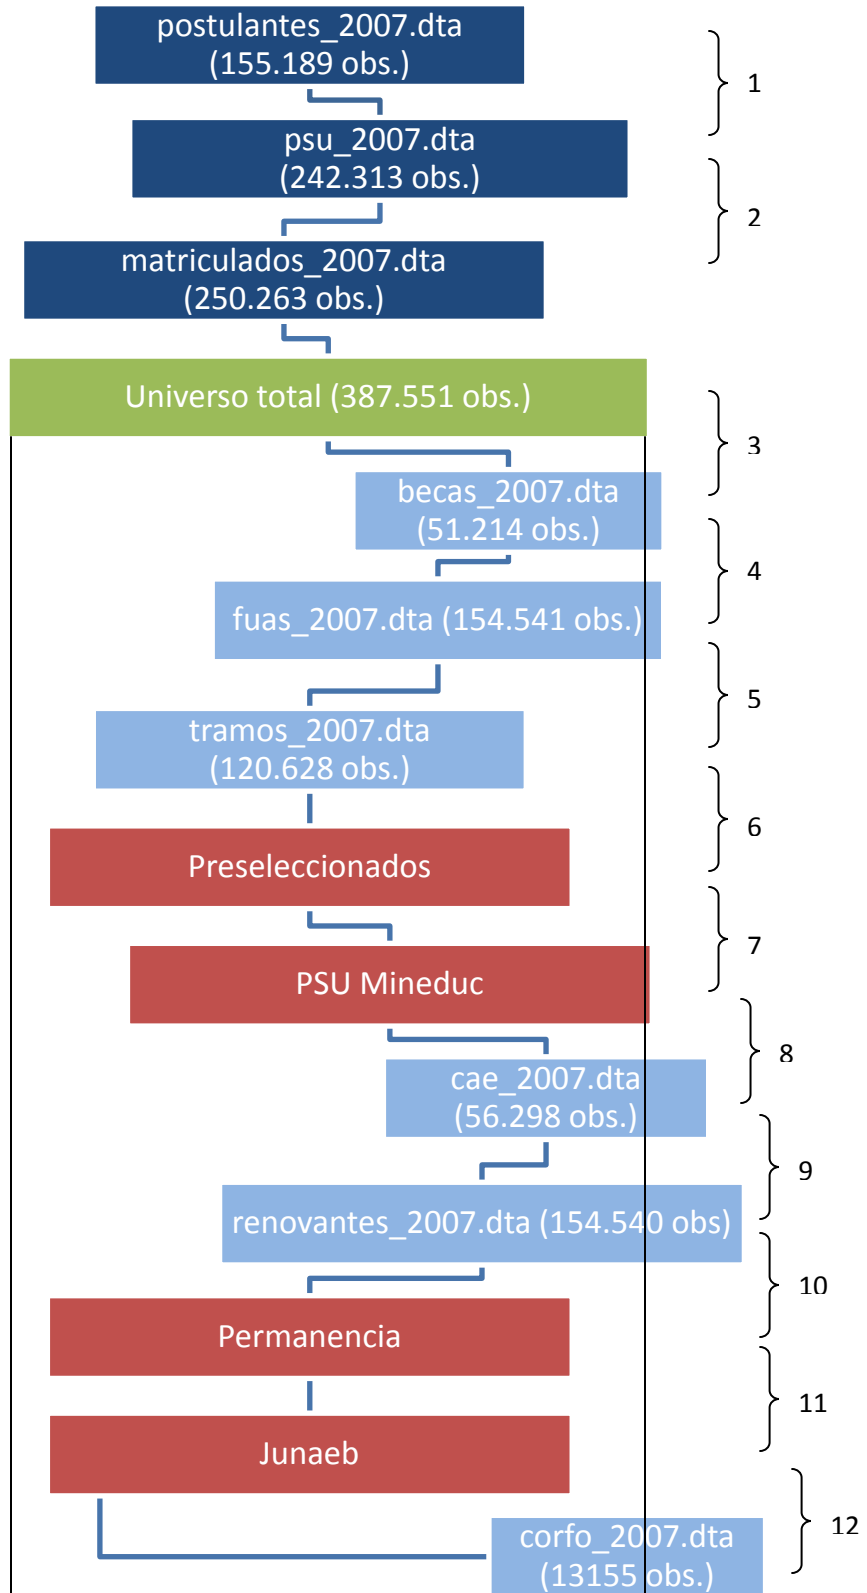 postulantes_2007.dta
(155.189 obs.)
1
psu_2007.dta
(242.313 obs.)
2
matriculados_2007.dta
(250.263 obs.)
Universo total (387.551 obs.)
3
becas_2007.dta
(51.214 obs.)
4
fuas_2007.dta (154.541 obs.)
5
tramos_2007.dta
(120.628 obs.)
6
Preseleccionados
7
PSU Mineduc
8
cae_2007.dta
(56.298 obs.)
9
renovantes_2007.dta (154.540 obs)
10
Permanencia
11
Junaeb
12
corfo_2007.dta
(13155 obs.)